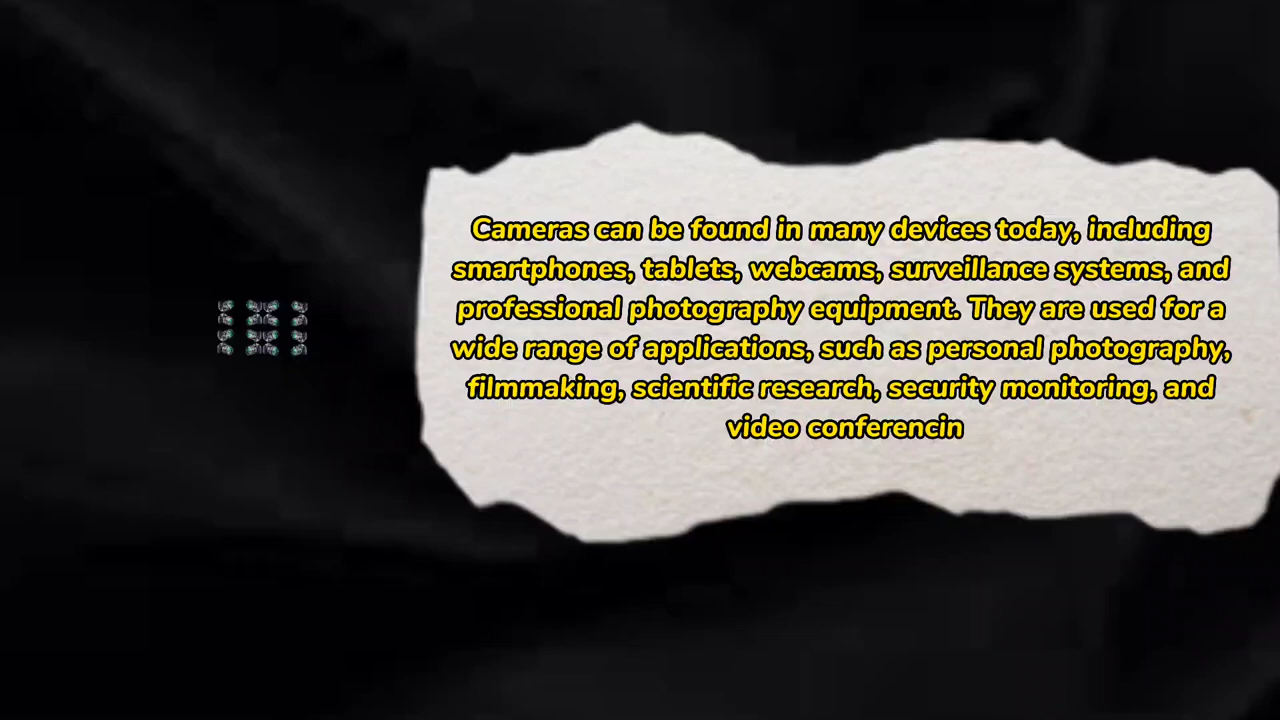 Cameras can be found in many devices today, including
smartphones, tablets, webcams, surveillance systems, and
professional photography equipment. They are used for a
wide range of applications, such as personal photography,
filmmaking, scientific research, security monitoring, and
video conferencin